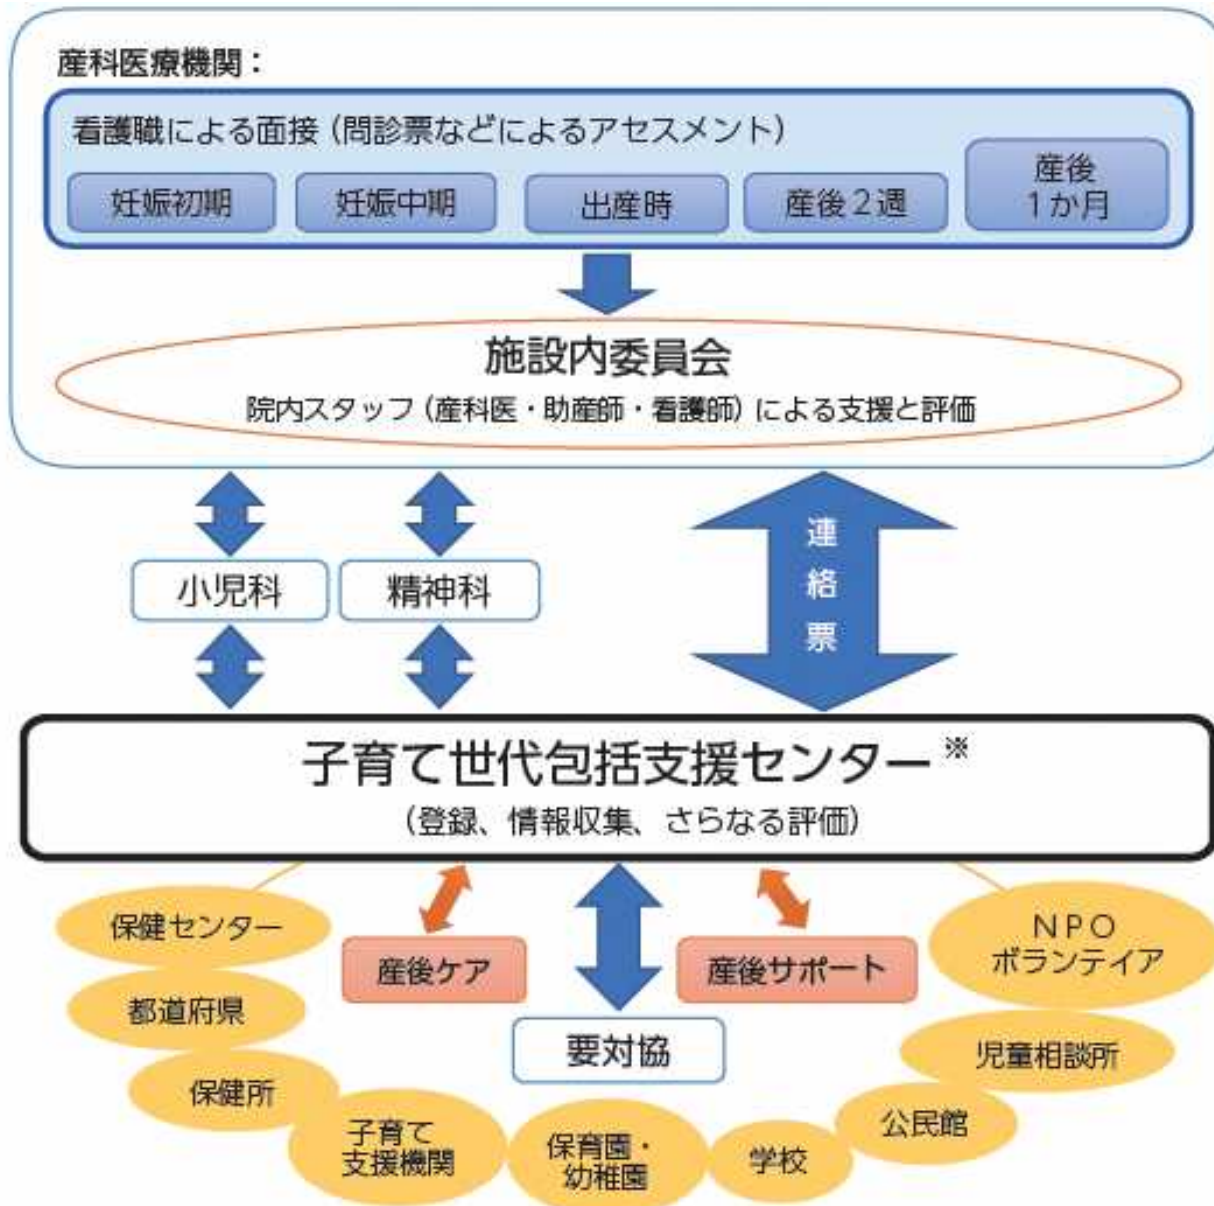 産科医療機関：
看護職による面接（問診票などによるアセスメント）
妊娠初期
妊娠中期
出産時
産後２週
産後
１か月
施設内委員会
院内スタッフ（産科医・助産師・看護師）による支援と評価
連絡票
小児科
精神科
子育て世代包括支援センター※
（登録、情報収集、さらなる評価）
保健センター
産後ケア
産後サポート
ＮＰＯ
ボランテイア
都道府県
要対協
児童相談所
保健所
公民館
子育て
支援機関
保育園・
幼稚園
学校